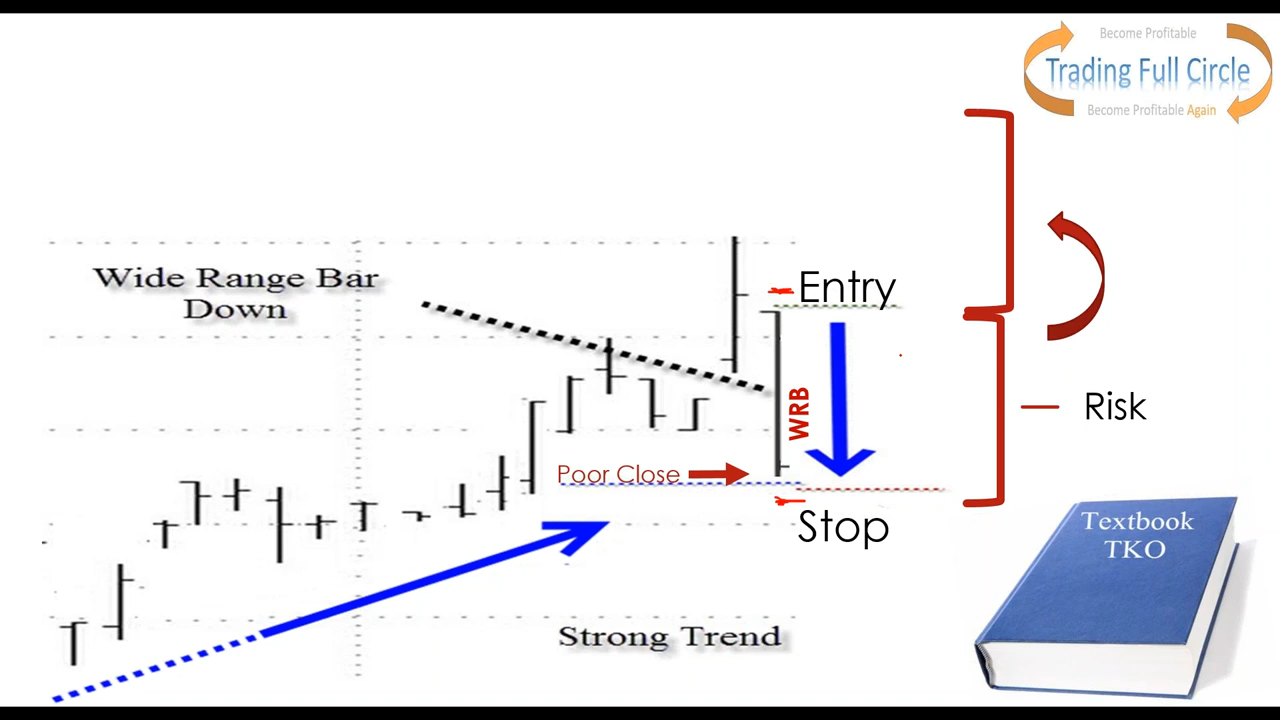 Become Profitable
Trading Full Circle
Become Profitable Again
Wide Range Bar
Down
Entry
WRB
Risk
Poor Close
Stop
Textbook
TKO
Strong Trend